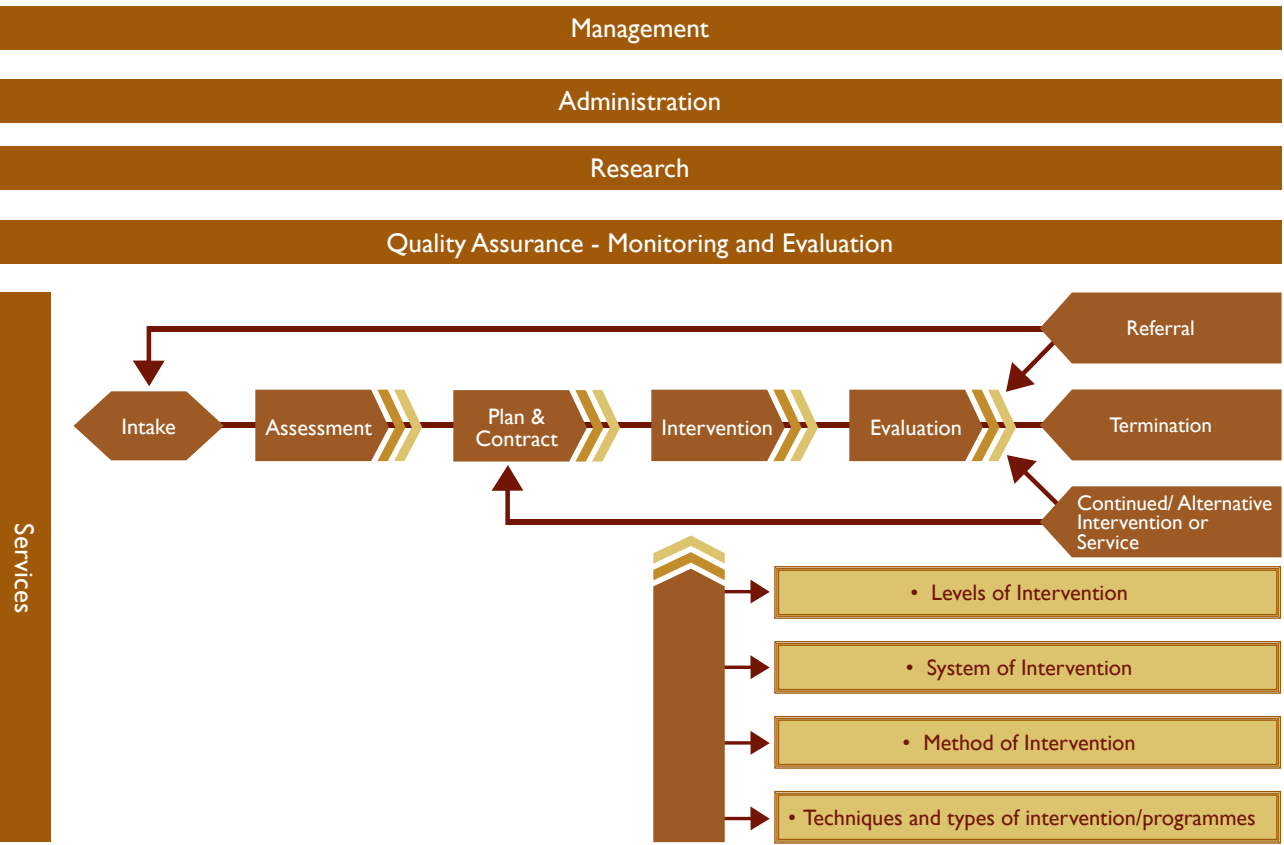 Management
Administration
Research
Quality Assurance - Monitoring and Evaluation
Services
Referral
Intake
Assessment
Plan &
Contract
Intervention
Evaluation
Termination
Continued/ Alternative
Intervention or
Service
• Levels of Intervention
• System of Intervention
• Method of Intervention
• Techniques and types of intervention/programmes